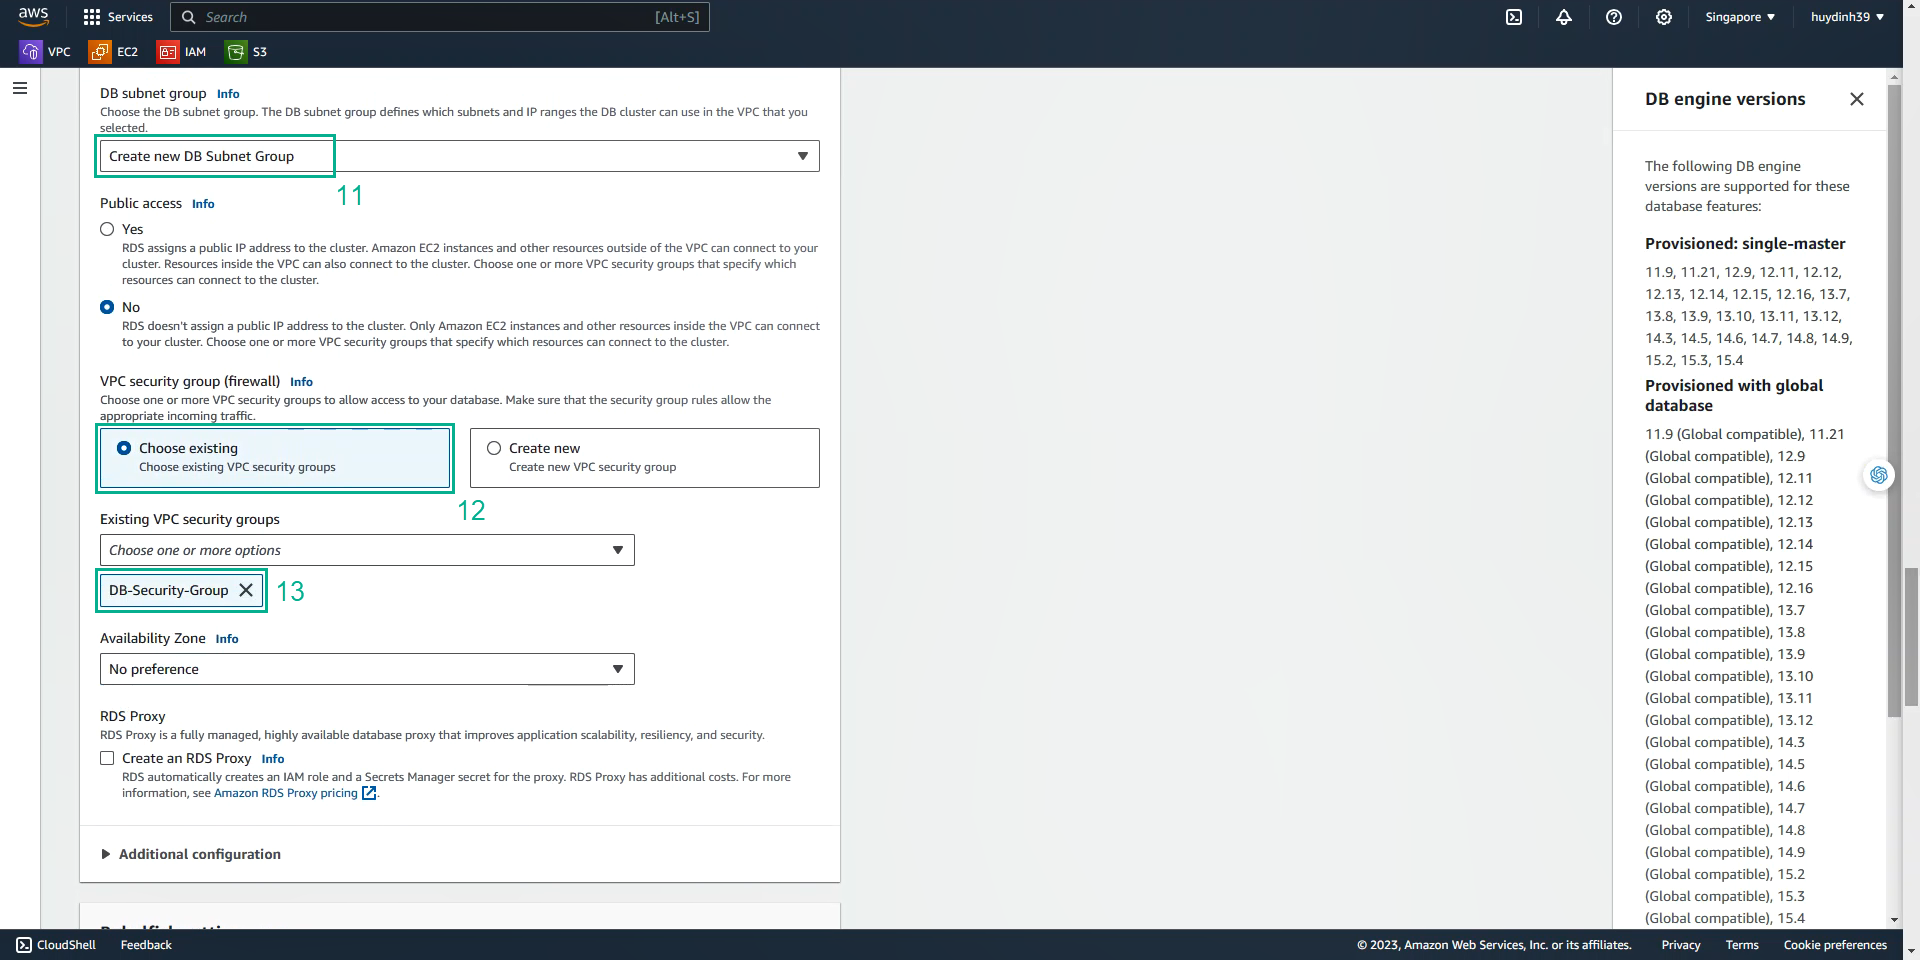 aws
Services
Search
[Alt+S]
Singapore
huydinh39
VPC
EC2
IAM
S3
DB subnet group Info
Choose the DB subnet group. The DB subnet group defines which subnets and IP ranges the DB cluster can use in the VPC that you
selected.
Create new DB Subnet Group
11
Public access Info
Yes
RDS assigns a public IP address to the cluster. Amazon EC2 instances and other resources outside of the VPC can connect to your
cluster. Resources inside the VPC can also connect to the cluster. Choose one or more VPC security groups that specify which
resources can connect to the cluster.
No
RDS doesn't assign a public IP address to the cluster. Only Amazon EC2 instances and other resources inside the VPC can connect
to your cluster. Choose one or more VPC security groups that specify which resources can connect to the cluster.
VPC security group (firewall) Info
Choose one or more VPC security groups to allow access to your database. Make sure that the security group rules allow the
appropriate incoming traffic.
Choose existing
Choose existing VPC security groups
Create new
Create new VPC security group
12
Existing VPC security groups
Choose one or more options
DB-Security-Group
13
Availability Zone Info
No preference
RDS Proxy
RDS Proxy is a fully managed, highly available database proxy that improves application scalability, resiliency, and security.
Create an RDS Proxy Info
RDS automatically creates an IAM role and a Secrets Manager secret for the proxy. RDS Proxy has additional costs. For more
information, see Amazon RDS Proxy pricing.
Additional configuration
DB engine versions
The following DB engine
versions are supported for these
database features:
Provisioned: single-master
11.9, 11.21, 12.9, 12.11, 12.12,
12.13, 12.14, 12.15, 12.16, 13.7,
13.8, 13.9, 13.10, 13.11, 13.12,
14.3, 14.5, 14.6, 14.7, 14.8, 14.9,
15.2, 15.3, 15.4
Provisioned with global
database
11.9 (Global compatible), 11.21
(Global compatible), 12.9
(Global compatible), 12.11
(Global compatible), 12.12
(Global compatible), 12.13
(Global compatible), 12.14
(Global compatible), 12.15
(Global compatible), 12.16
(Global compatible), 13.7
(Global compatible), 13.8
(Global compatible), 13.9
(Global compatible), 13.10
(Global compatible), 13.11
(Global compatible), 13.12
(Global compatible), 14.3
(Global compatible), 14.5
(Global compatible), 14.6
(Global compatible), 14.7
(Global compatible), 14.8
(Global compatible), 14.9
(Global compatible), 15.2
(Global compatible), 15.3
(Global compatible), 15.4
CloudShell
Feedback
© 2023, Amazon Web Services, Inc. or its affiliates.
Privacy
Terms
Cookie preferences